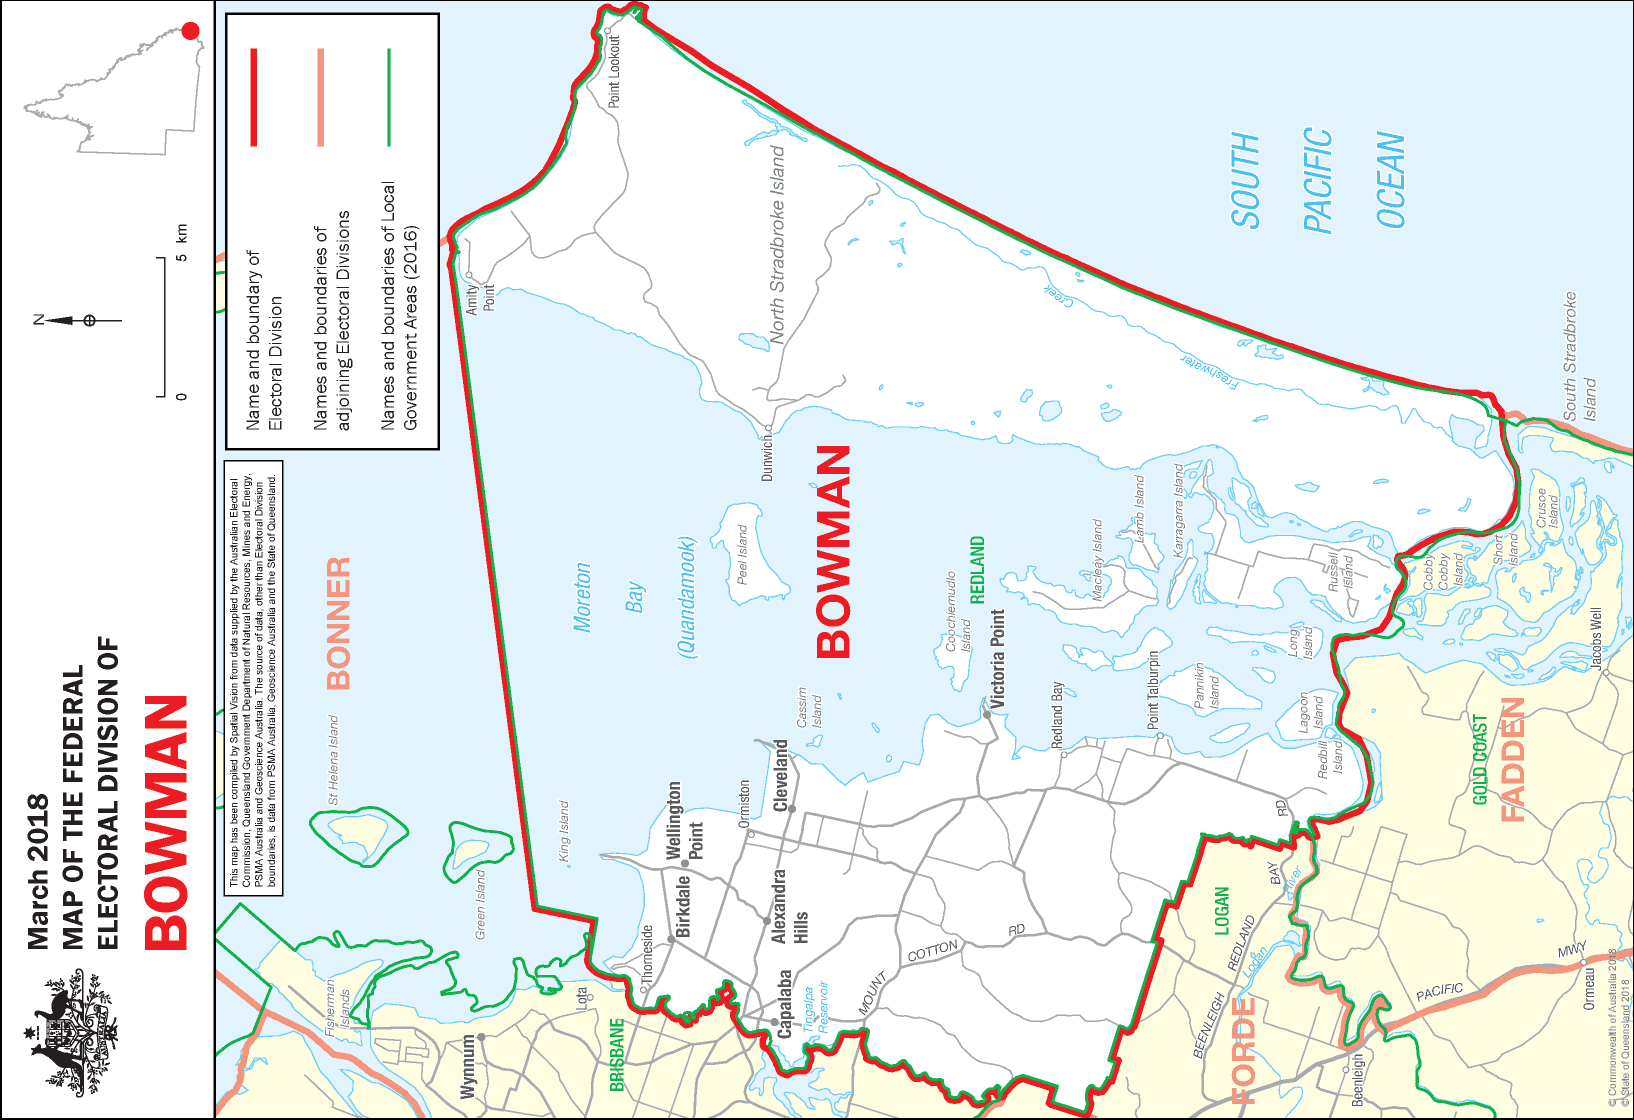 March 2018
MAP OF THE FEDERAL
ELECTORAL DIVISION OF
BOWMAN
N
0
5 km
Name and boundary of
Electoral Division
Names and boundaries of
adjoining Electoral Divisions
Names and boundaries of Local
Government Areas (2016)
This map has been compiled by Spatial Vision from data supplied by the Australian Electoral
Commission, Queensland Government Department of Natural Resources, Mines and Energy,
PSMA Australia and Geoscience Australia. The source of data, other than Electoral Division
boundaries, is data from PSMA Australia, Geoscience Australia and the State of Queensland.
BONNER
St Helena Island
Green Island
Fisherman
Islands
Wynnum
Lota
BRISBANE
King Island
Thorneside
Birkdale
Wellington
Point
Ormiston
Cleveland
Alexandra
Hills
Capalaba
Tingalpa
Reservoir
MOUNT
COTTON
RD
Cassim
Island
Moreton
Bay
(Quandamook)
Peel Island
Amity
Point
Point Lookout
Dunwich
North Stradbroke Island
BOWMAN
REDLAND
Coochiemudlo
Island
Victoria Point
Redland Bay
Point Talburpin
Macleay Island
Lamb Island
Karragarra Island
Russell
Island
Pannikin
Island
Long
Island
Lagoon
Island
Redbill
Island
Freshwater
Creek
SOUTH
PACIFIC
OCEAN
South Stradbroke
Island
Cobby
Cobby
Island
Short
Island
Crusoe
Island
Jacobs Well
GOLD COAST
FADDEN
LOGAN
FORDE
BEENLEIGH
REDLAND
BAY
RD
Logan
River
Beenleigh
PACIFIC
MWY
Ormeau
© Commonwealth of Australia 2018
© State of Queensland 2018